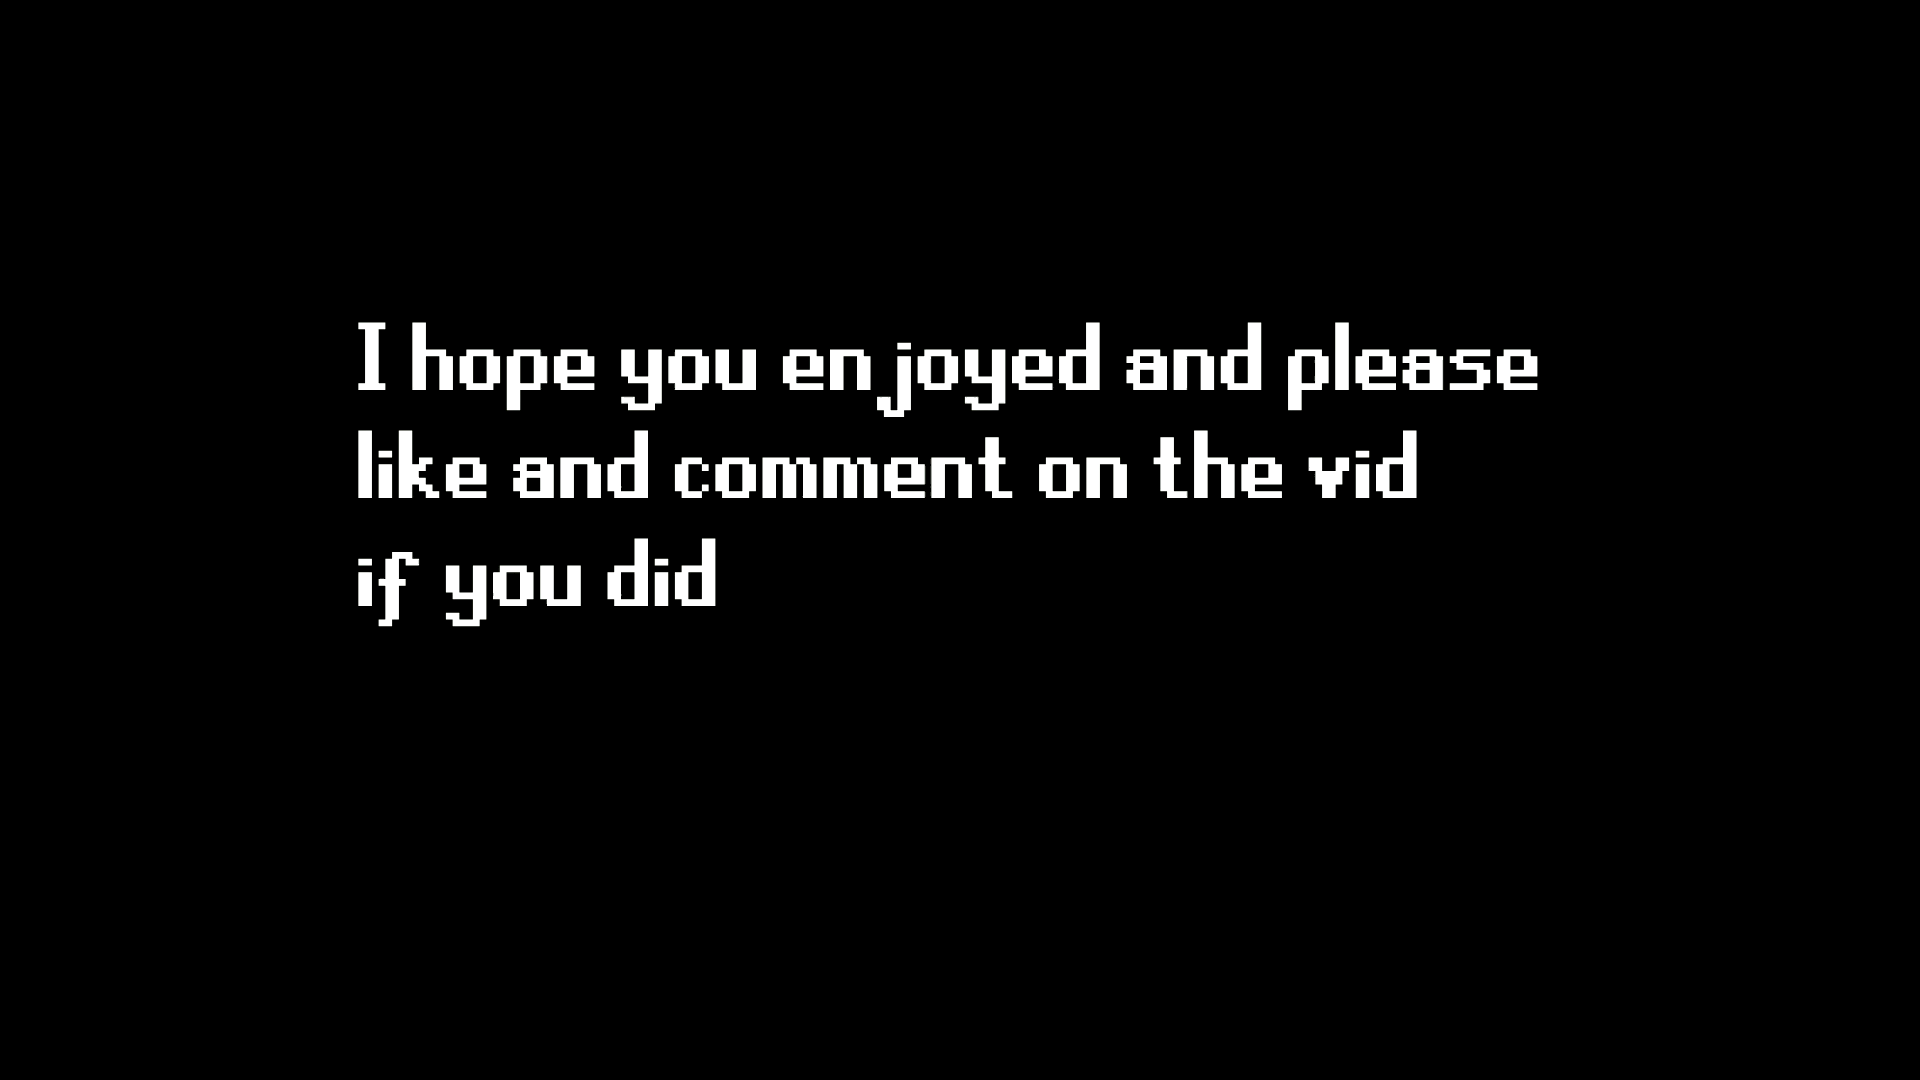 I hope you enjoyed and please
like and comment on the vid
if you did